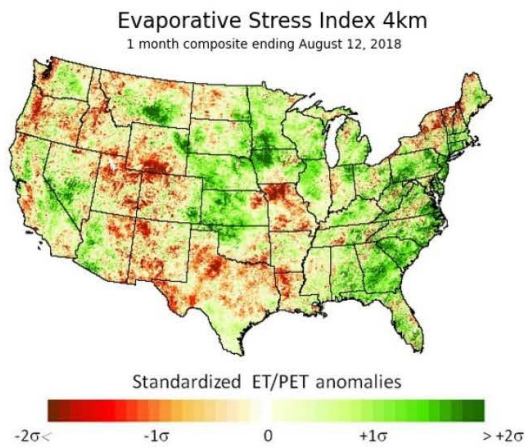 Evaporative Stress Index 4km
1 month composite ending August 12, 2018
Standardized ET/PET anomalies
-2σ< -1σ 0 +1σ >+2σ